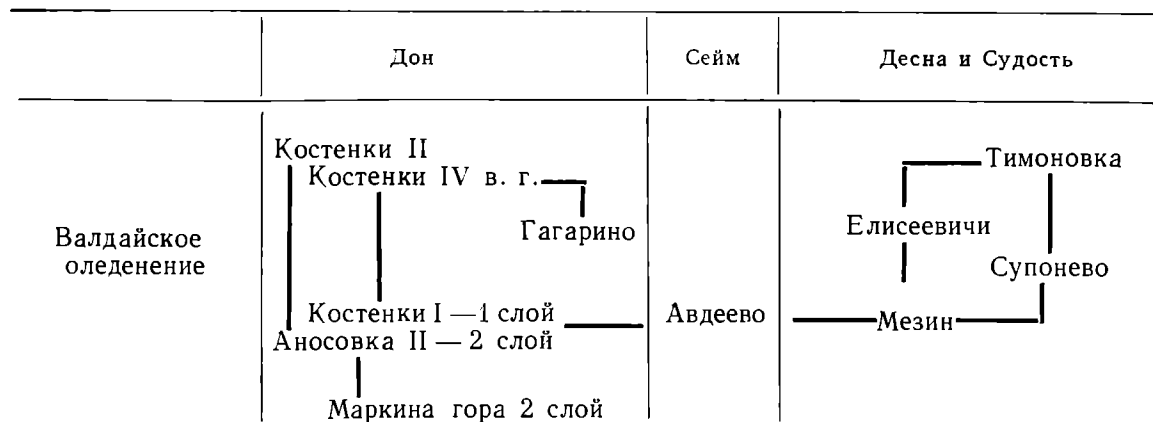 Дон
Сейм
Десна и Судость
Валдайское
оледенение
Костенки II
Костенки IV в. г.
Гагарино
Костенки I — 1 слой
Аносовка II — 2 слой
Маркина гора 2 слой
Авдеево
Тимоновка
Елисеевичи
Супонево
Мезин